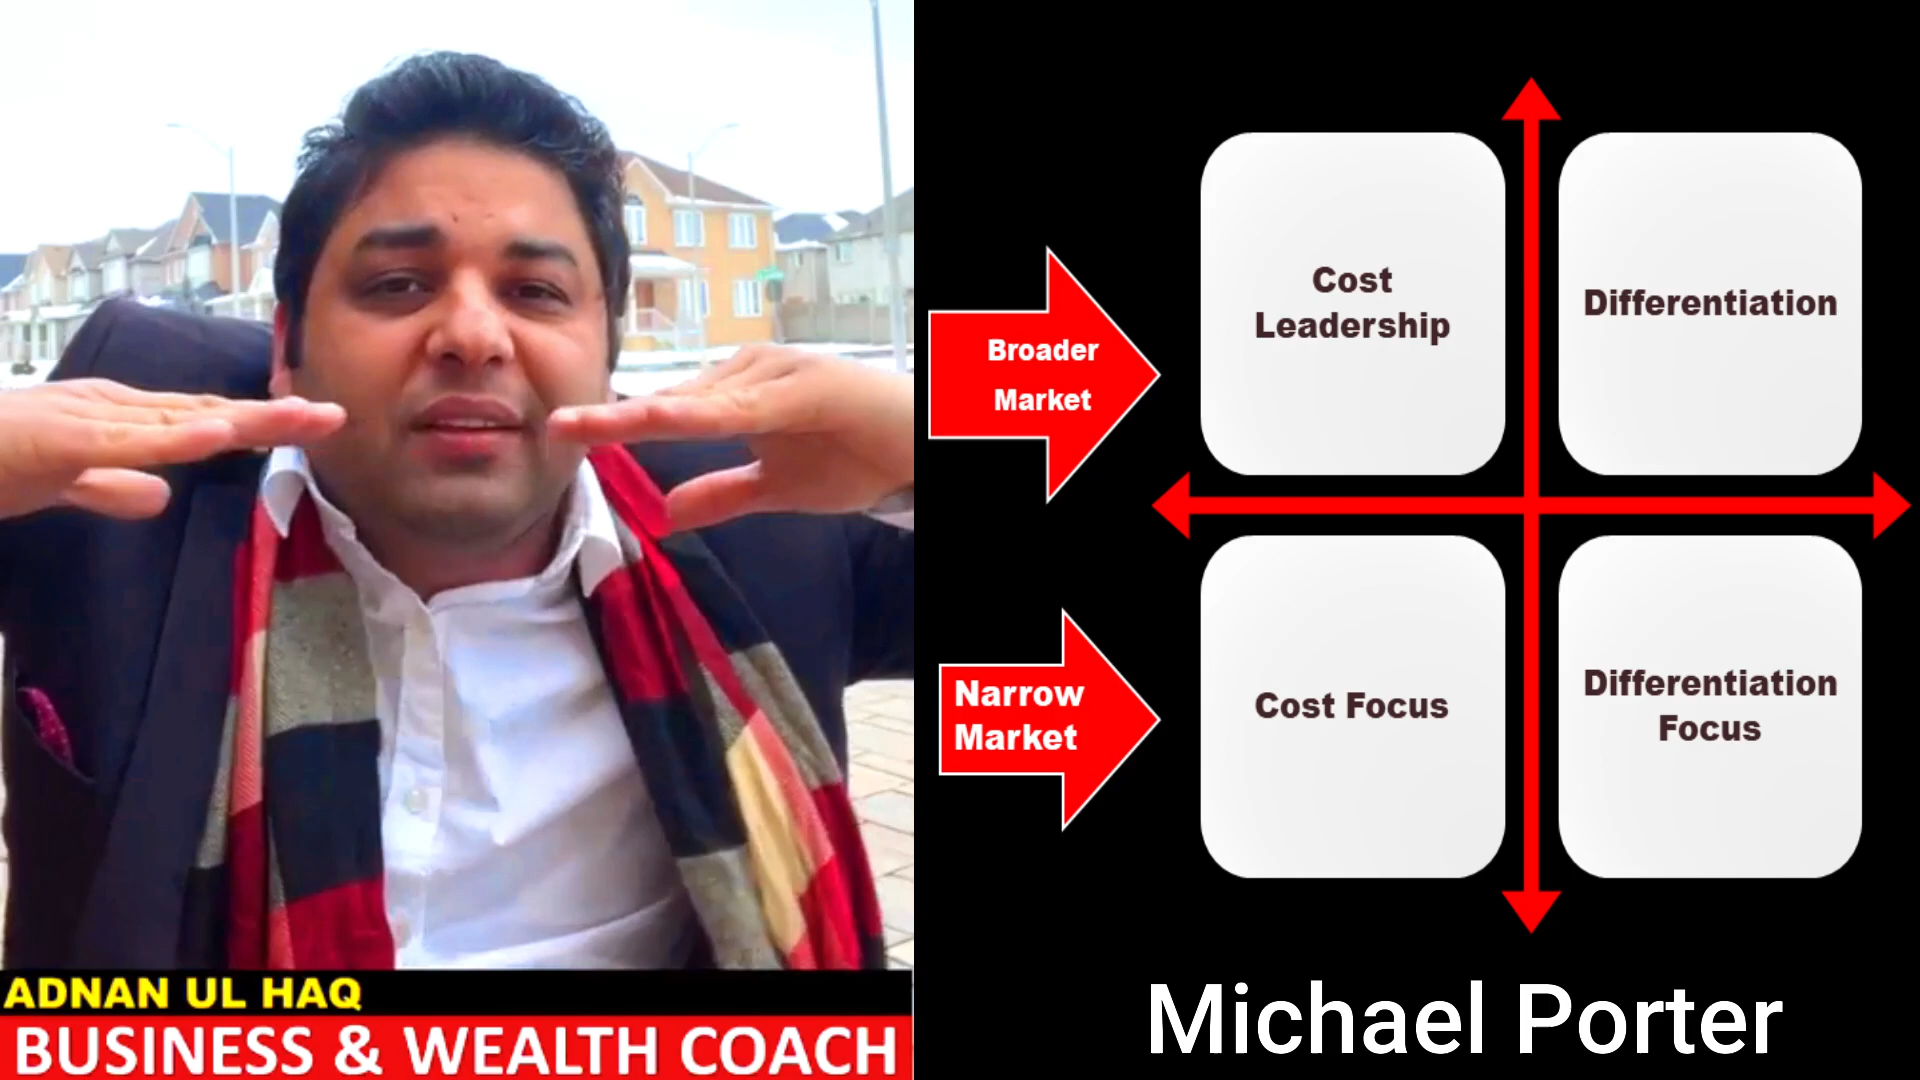 ADNAN UL HAQ
BUSINESS & WEALTH COACH
Broader
Market
Cost
Leadership
Differentiation
Narrow
Market
Cost Focus
Differentiation
Focus
Michael Porter